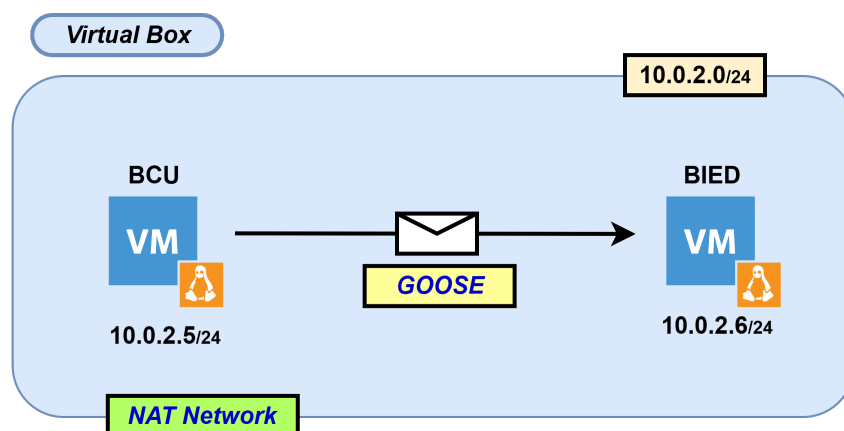 Virtual Box
10.0.2.0/24
BCU
BIED
VM
VM
GOOSE
10.0.2.5/24
10.0.2.6/24
NAT Network